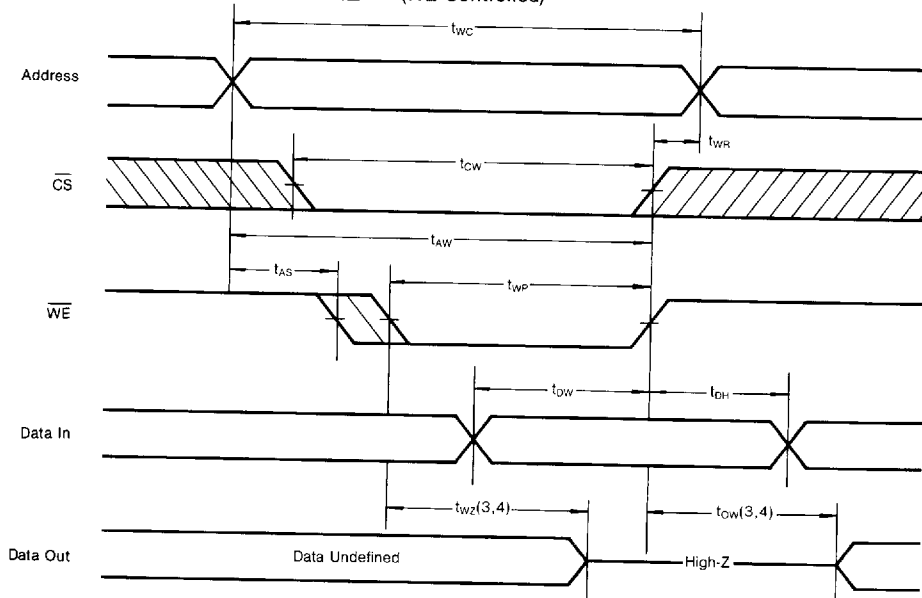 (WE Controlled)
tWC
Address
tWR
CS
tCW
tAW
tAS
tWP
WE
tDW
tDH
Data In
tWZ(3,4)
tOW(3,4)
Data Out
Data Undefined
High-Z